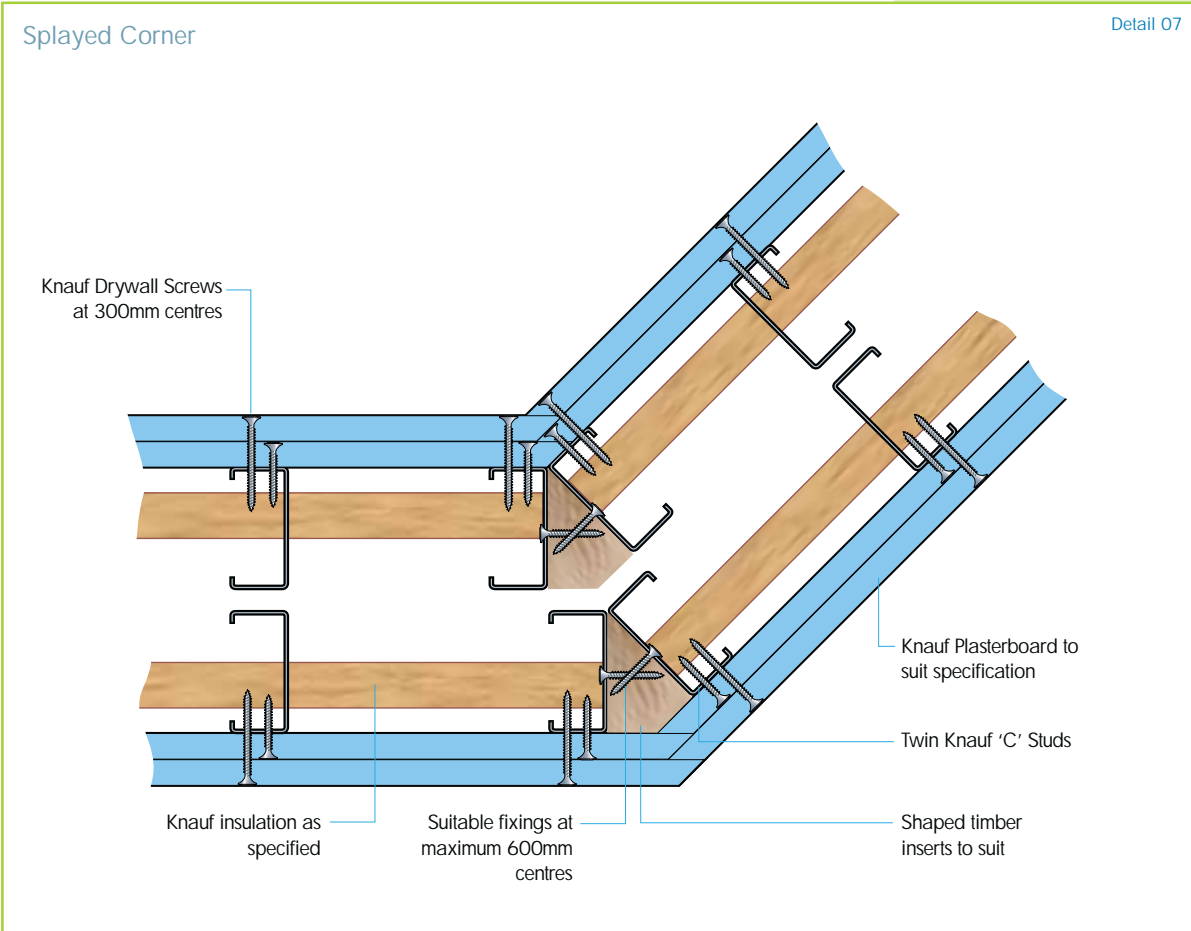 Splayed Corner
Detail 07
Knauf Drywall Screws
at 300mm centres
Knauf Plasterboard to
suit specification
Twin Knauf ‘C’ Studs
Knauf insulation as
specified
Suitable fixings at
maximum 600mm
centres
Shaped timber
inserts to suit